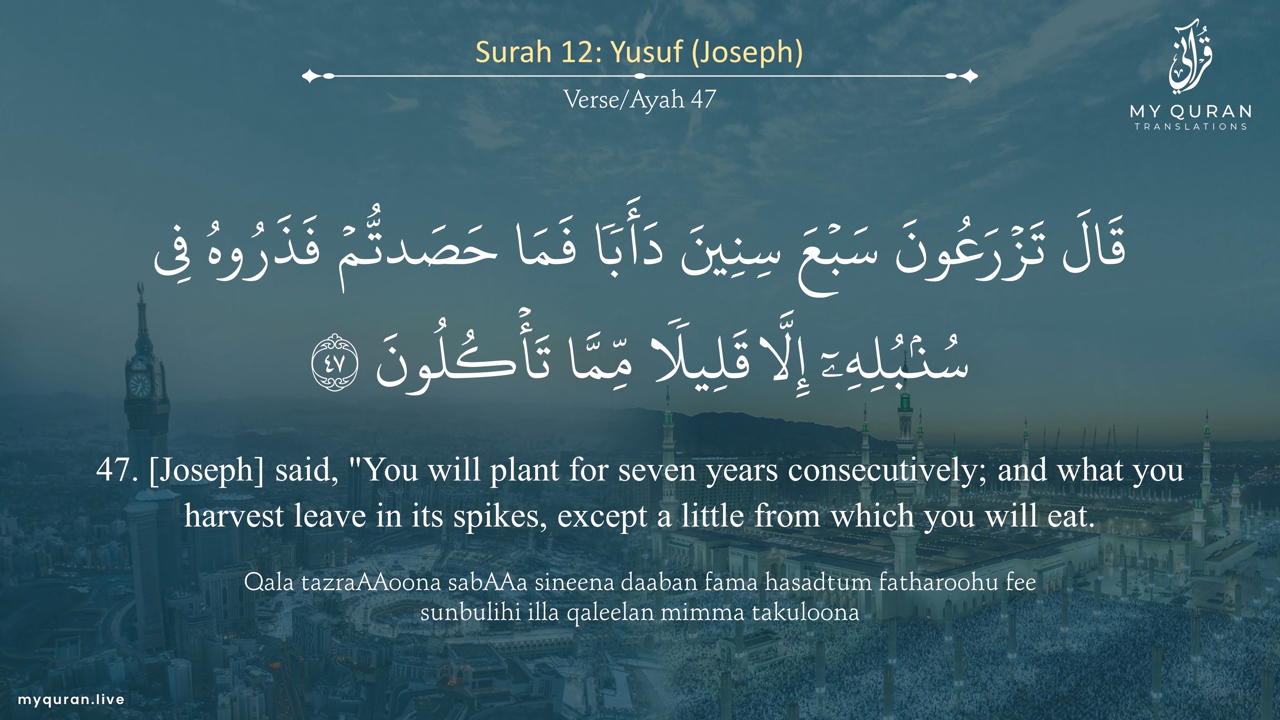 Surah 12: Yusuf (Joseph)
Verse/Ayah 47
قُرْآنِي
MY QURAN
TRANSLATIONS
قَالَ تَزْرَعُونَ سَبْعَ سِنِينَ دَأَبًا فَمَا حَصَدتُّمْ فَذَرُوهُ فِى
سُنۢبُلِهِۦٓ إِلَّا قَلِيلًا مِّمَّا تَأْكُلُونَ ٤٧
47. [Joseph] said, "You will plant for seven years consecutively; and what you
harvest leave in its spikes, except a little from which you will eat.
Qala tazraAAoona sabAAa sineena daaban fama hasadtum fatharoohu fee
sunbulihi illa qaleelan mimma takuloona
myquran.live